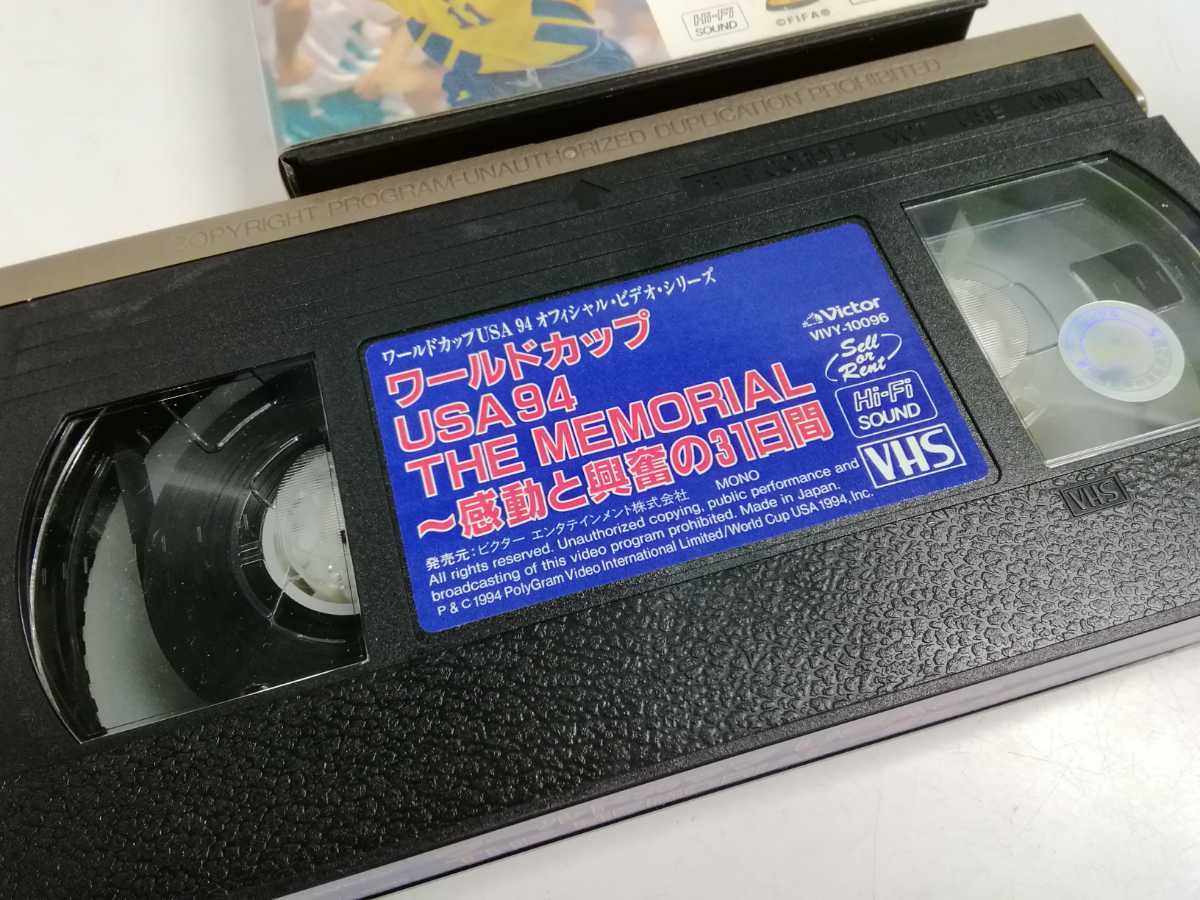 11
Hi-Fi
SOUND
©FIFA®
COPYRIGHT PROGRAM-UNAUTHORIZED DUPLICATION PROHIBITED
ワールドカップUSA 94 オフィシャル・ビデオ・シリーズ
ワールドカップ
USA 94
THE MEMORIAL
~感動と興奮の31日間
Victor
VIVY-10096
Sell
or
Rent
Hi-Fi
SOUND
VHS
発売元:ビクター エンタテインメント株式会社 MONO
All rights reserved. Unauthorized copying, public performance and
broadcasting of this video program prohibited. Made in Japan.
P & C 1994 PolyGram Video International Limited/World Cup USA 1994, Inc.
VHS